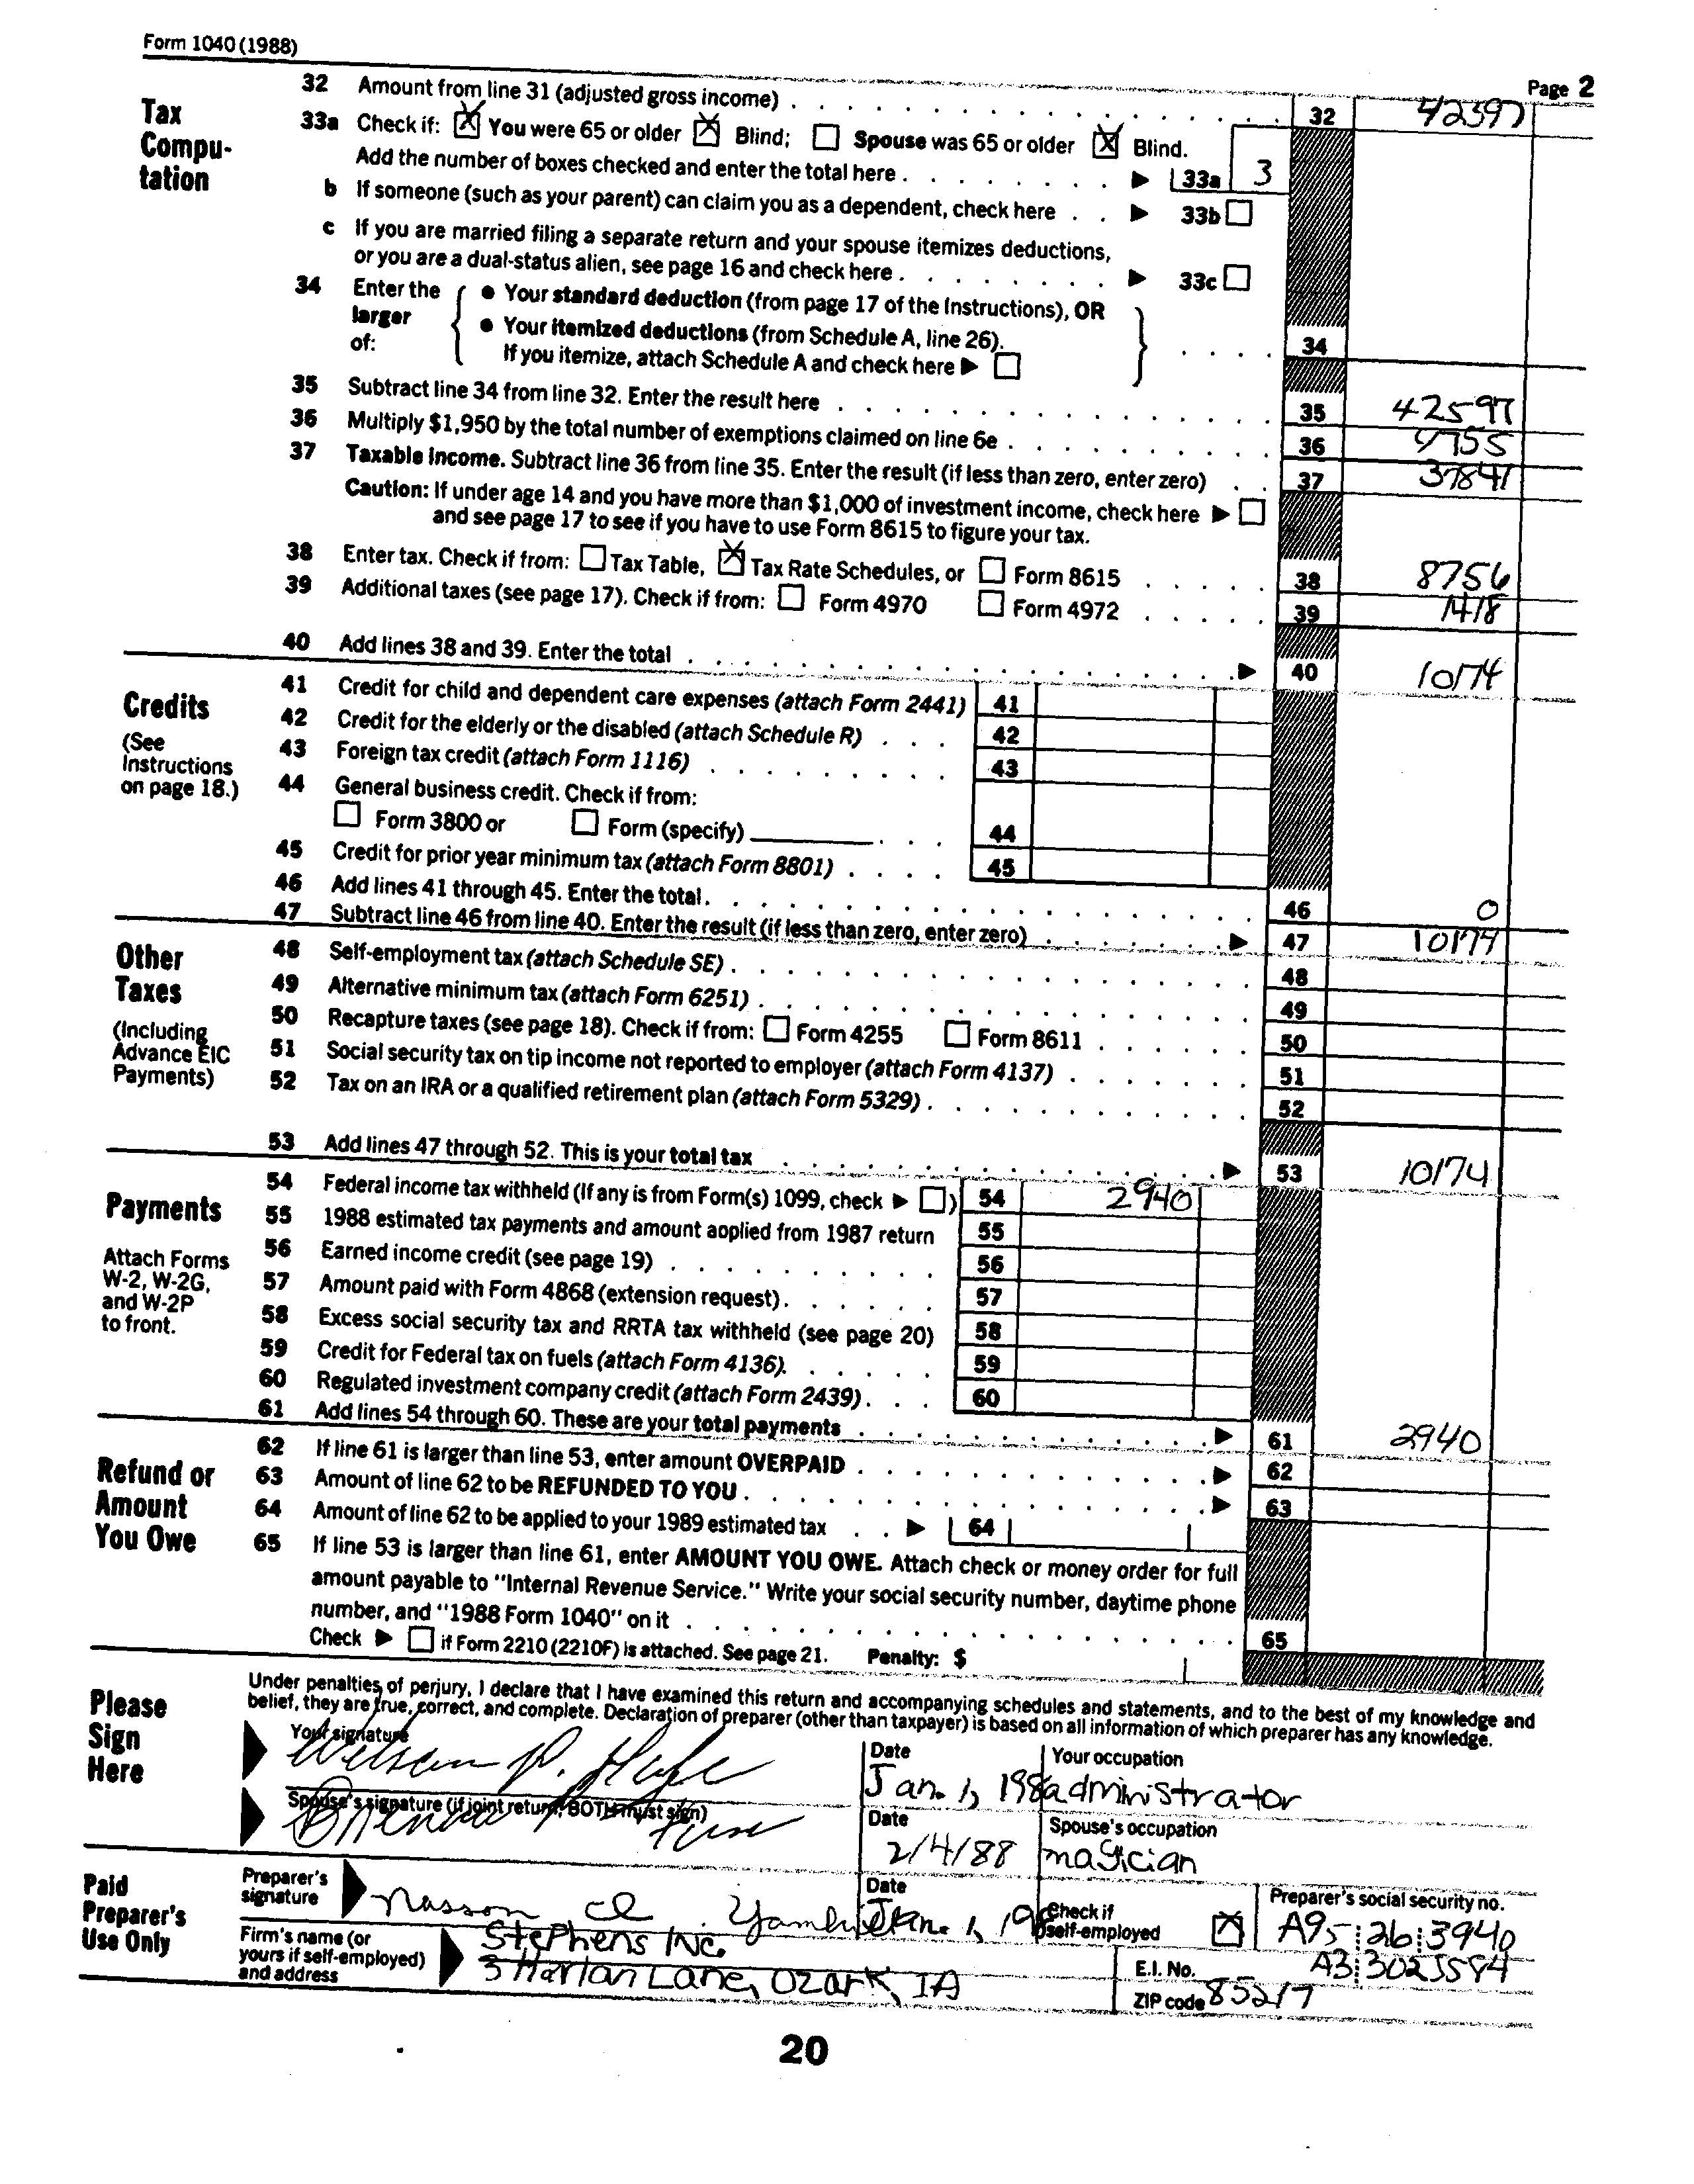 Form 1040 (1988)
Page 2
Tax Compu-tation
32 Amount from line 31 (adjusted gross income) 32 42597
33a Check if: ☒ You were 65 or older ☒ Blind; ☐ Spouse was 65 or older ☒ Blind.
Add the number of boxes checked and enter the total here ▶ 33a 3
b If someone (such as your parent) can claim you as a dependent, check here ▶ 33b ☐
c If you are married filing a separate return and your spouse itemizes deductions,
or you are a dual-status alien, see page 16 and check here ▶ 33c ☐
34 Enter the larger of: { • Your standard deduction (from page 17 of the Instructions), OR
• Your itemized deductions (from Schedule A, line 26).
If you itemize, attach Schedule A and check here ▶ ☐ } 34
35 Subtract line 34 from line 32. Enter the result here 35 42597
36 Multiply $1,950 by the total number of exemptions claimed on line 6e 36 4755
37 Taxable income. Subtract line 36 from line 35. Enter the result (if less than zero, enter zero) 37 37841
Caution: If under age 14 and you have more than $1,000 of investment income, check here ▶ ☐
and see page 17 to see if you have to use Form 8615 to figure your tax.
38 Enter tax. Check if from: ☐ Tax Table, ☒ Tax Rate Schedules, or ☐ Form 8615 38 8756
39 Additional taxes (see page 17). Check if from: ☐ Form 4970 ☐ Form 4972 39 1418
40 Add lines 38 and 39. Enter the total ▶ 40 10174
Credits
(See Instructions on page 18.)
41 Credit for child and dependent care expenses (attach Form 2441) 41
42 Credit for the elderly or the disabled (attach Schedule R) 42
43 Foreign tax credit (attach Form 1116) 43
44 General business credit. Check if from:
☐ Form 3800 or ☐ Form (specify) 44
45 Credit for prior year minimum tax (attach Form 8801) 45
46 Add lines 41 through 45. Enter the total. 46 0
47 Subtract line 46 from line 40. Enter the result (if less than zero, enter zero) ▶ 47 10174
Other Taxes
(Including Advance EIC Payments)
48 Self-employment tax (attach Schedule SE) 48
49 Alternative minimum tax (attach Form 6251) 49
50 Recapture taxes (see page 18). Check if from: ☐ Form 4255 ☐ Form 8611 50
51 Social security tax on tip income not reported to employer (attach Form 4137) 51
52 Tax on an IRA or a qualified retirement plan (attach Form 5329) 52
53 Add lines 47 through 52. This is your total tax ▶ 53 10174
Payments
Attach Forms W-2, W-2G, and W-2P to front.
54 Federal income tax withheld (If any is from Form(s) 1099, check ▶ ☐) 54 2940
55 1988 estimated tax payments and amount applied from 1987 return 55
56 Earned income credit (see page 19) 56
57 Amount paid with Form 4868 (extension request) 57
58 Excess social security tax and RRTA tax withheld (see page 20) 58
59 Credit for Federal tax on fuels (attach Form 4136). 59
60 Regulated investment company credit (attach Form 2439) 60
61 Add lines 54 through 60. These are your total payments ▶ 61 2940
Refund or Amount You Owe
62 If line 61 is larger than line 53, enter amount OVERPAID ▶ 62
63 Amount of line 62 to be REFUNDED TO YOU ▶ 63
64 Amount of line 62 to be applied to your 1989 estimated tax ▶ 64
65 If line 53 is larger than line 61, enter AMOUNT YOU OWE. Attach check or money order for full
amount payable to "Internal Revenue Service." Write your social security number, daytime phone
number, and "1988 Form 1040" on it 65
Check ▶ ☐ if Form 2210 (2210F) is attached. See page 21. Penalty: $
Please Sign Here
Under penalties of perjury, I declare that I have examined this return and accompanying schedules and statements, and to the best of my knowledge and
belief, they are true, correct, and complete. Declaration of preparer (other than taxpayer) is based on all information of which preparer has any knowledge.
Your signature Date Your occupation
Jan. 1, 198 administrator
Spouse's signature (if joint return, BOTH must sign) Date Spouse's occupation
2/4/88 magician
Paid Preparer's Use Only
Preparer's signature Nasson Date Jan. 1, 19 Check if self-employed ☒ Preparer's social security no.
A95 26 3940
Firm's name (or yours if self-employed) and address Stephens Inc. E.I. No. A3 3025584
3 Harlan Lane, Ozark, IA ZIP code 85217
20